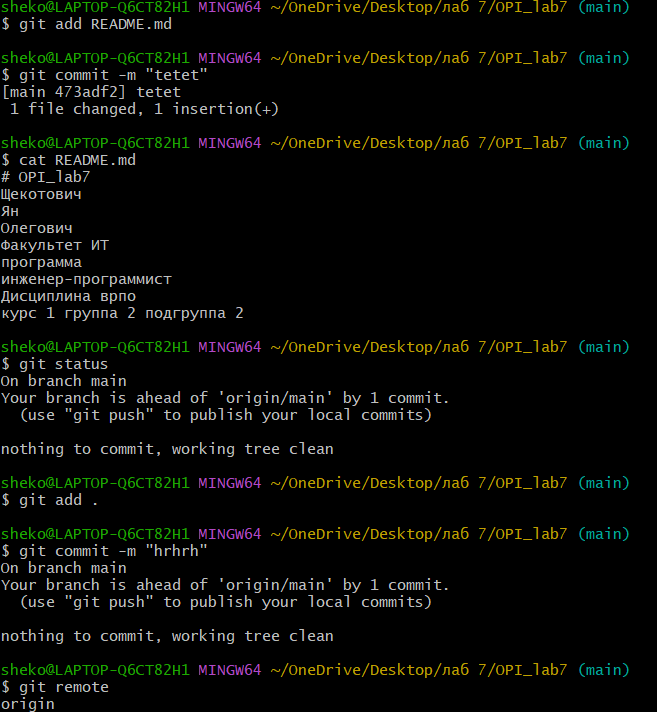 sheko@LAPTOP-Q6CT82H1 MINGW64 ~/OneDrive/Desktop/лаб 7/OPI_lab7 (main)
$ git add README.md
sheko@LAPTOP-Q6CT82H1 MINGW64 ~/OneDrive/Desktop/лаб 7/OPI_lab7 (main)
$ git commit -m "tetet"
[main 473adf2] tetet
 1 file changed, 1 insertion(+)
sheko@LAPTOP-Q6CT82H1 MINGW64 ~/OneDrive/Desktop/лаб 7/OPI_lab7 (main)
$ cat README.md
# OPI_lab7
Щекотович
Ян
Олегович
Факультет ИТ
программа
инженер-программист
Дисциплина врпо
курс 1 группа 2 подгруппа 2
sheko@LAPTOP-Q6CT82H1 MINGW64 ~/OneDrive/Desktop/лаб 7/OPI_lab7 (main)
$ git status
On branch main
Your branch is ahead of 'origin/main' by 1 commit.
  (use "git push" to publish your local commits)
nothing to commit, working tree clean
sheko@LAPTOP-Q6CT82H1 MINGW64 ~/OneDrive/Desktop/лаб 7/OPI_lab7 (main)
$ git add .
sheko@LAPTOP-Q6CT82H1 MINGW64 ~/OneDrive/Desktop/лаб 7/OPI_lab7 (main)
$ git commit -m "hrhrh"
On branch main
Your branch is ahead of 'origin/main' by 1 commit.
  (use "git push" to publish your local commits)
nothing to commit, working tree clean
sheko@LAPTOP-Q6CT82H1 MINGW64 ~/OneDrive/Desktop/лаб 7/OPI_lab7 (main)
$ git remote
origin